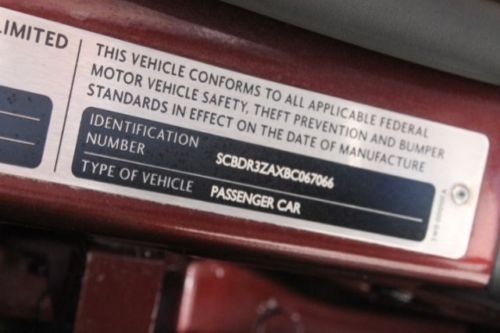 LIMITED
THIS VEHICLE CONFORMS TO ALL APPLICABLE FEDERAL
MOTOR VEHICLE SAFETY, THEFT PREVENTION AND BUMPER
STANDARDS IN EFFECT ON THE DATE OF MANUFACTURE
IDENTIFICATION
NUMBER SCBDR3ZAXBC067066
TYPE OF VEHICLE PASSENGER CAR